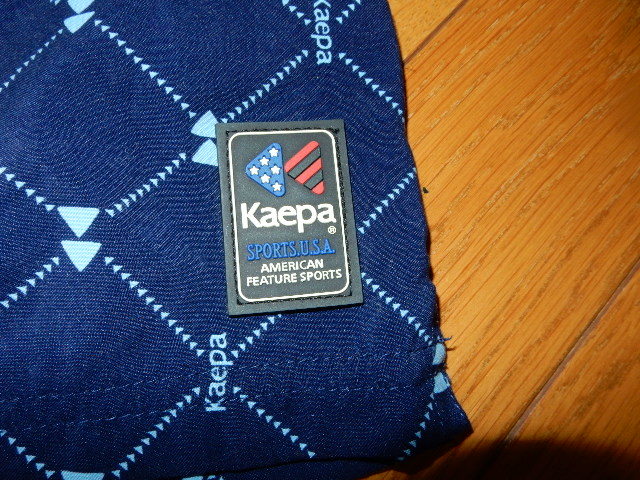 Kaepa
Kaepa®
SPORTS.U.S.A.
AMERICAN
FEATURE SPORTS
Kaepa